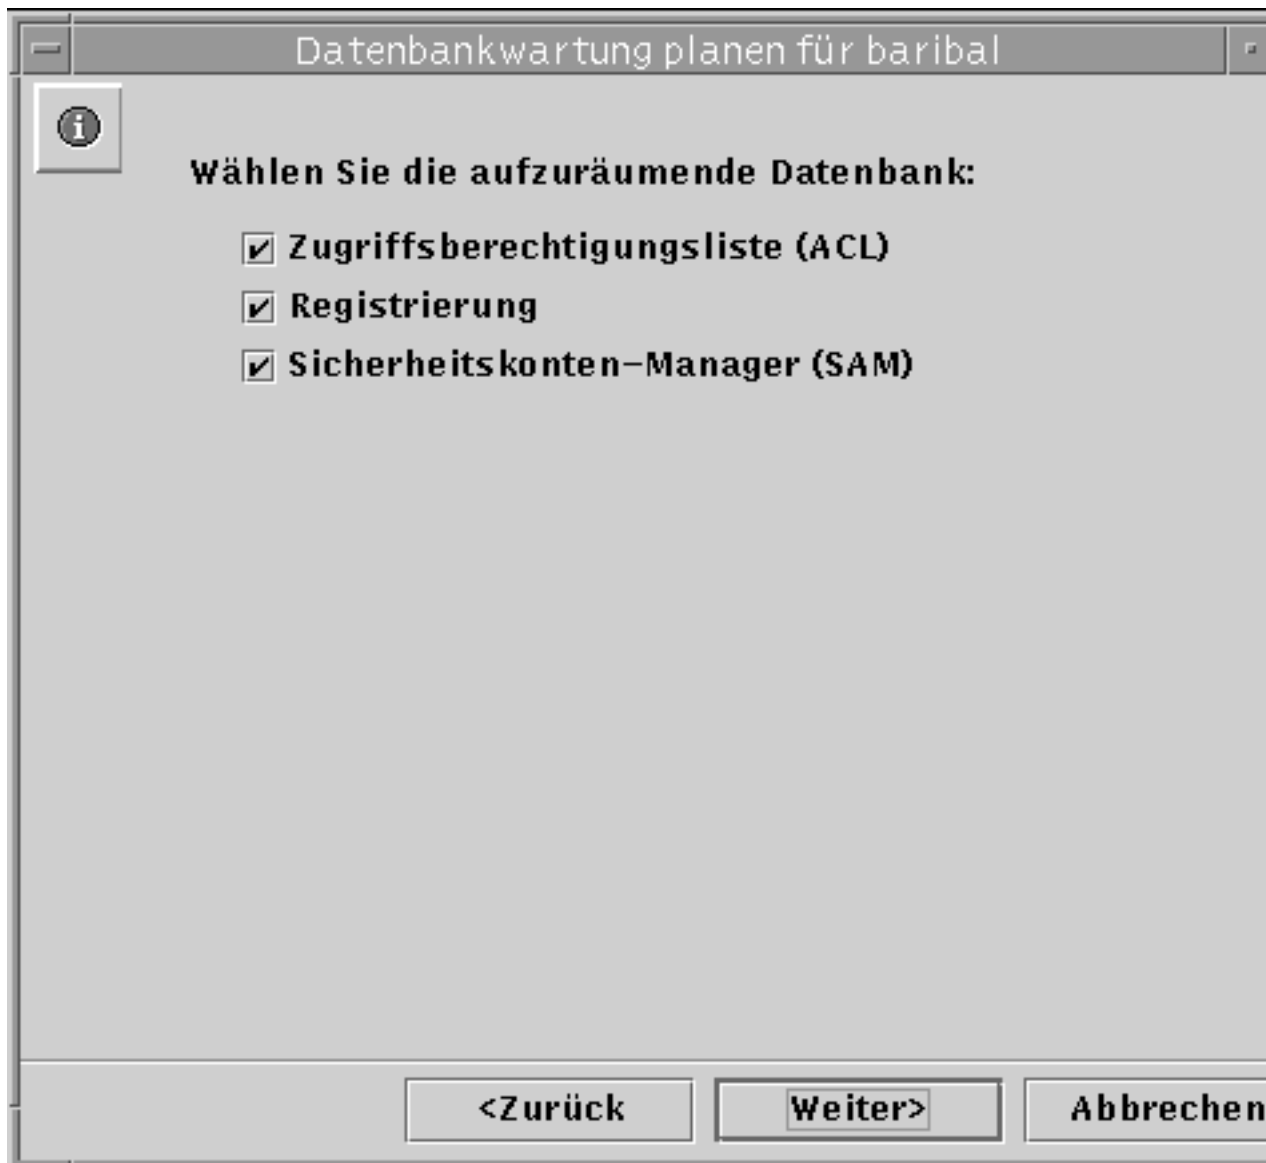 Datenbankwartung planen für baribal
Wählen Sie die aufzuräumende Datenbank:
Zugriffsberechtigungsliste (ACL)
Registrierung
Sicherheitskonten-Manager (SAM)
<Zurück
Weiter>
Abbrechen